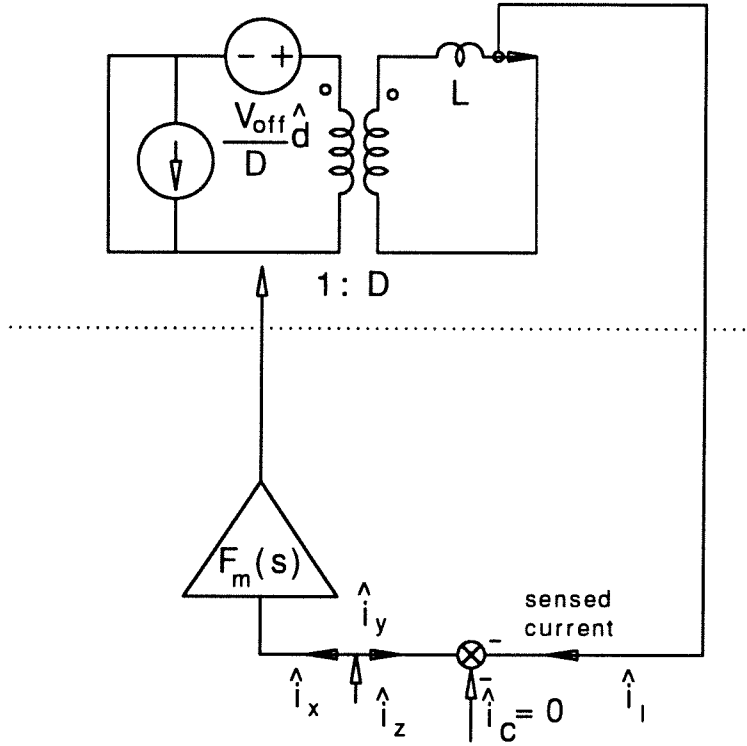 - +
L
V_off/D d̂
1: D
F_m(s)
î_y
sensed
current
-
-
î_x
î_z
î_C = 0
î_l